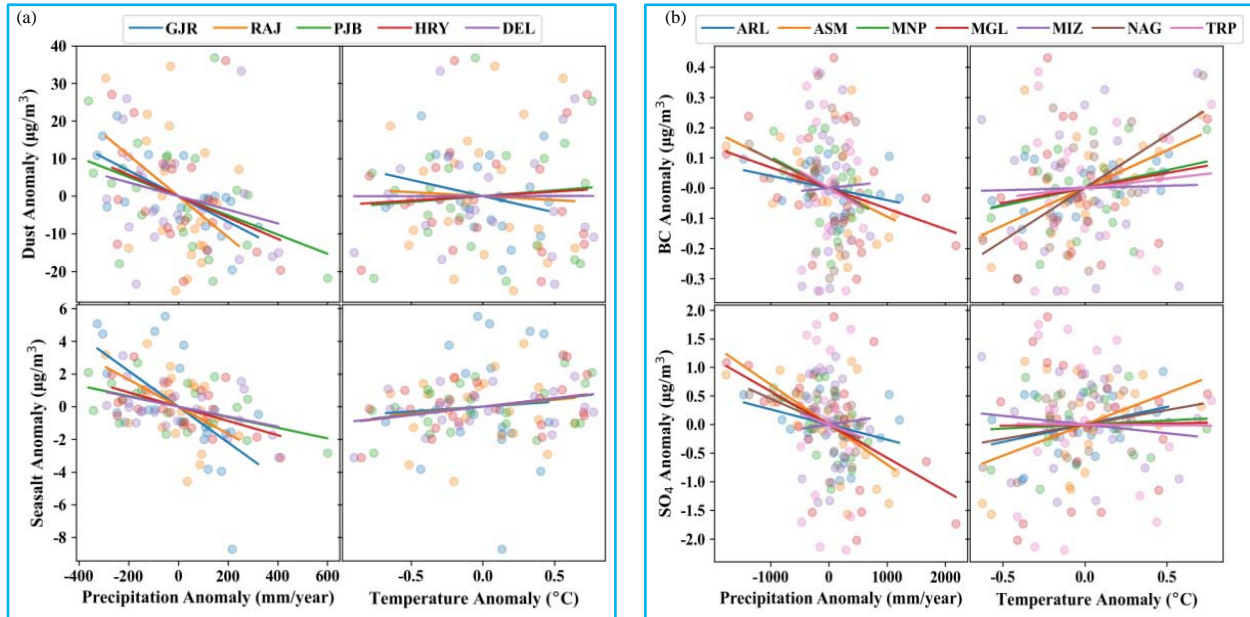 (a)
GJR RAJ PJB HRY DEL
Dust Anomaly (μg/m³)
40
30
20
10
0
-10
-20
Seasalt Anomaly (μg/m³)
6
4
2
0
-2
-4
-6
-8
-400 -200 0 200 400 600
Precipitation Anomaly (mm/year)
-0.5 0.0 0.5
Temperature Anomaly (°C)
(b)
ARL ASM MNP MGL MIZ NAG TRP
BC Anomaly (μg/m³)
0.4
0.3
0.2
0.1
-0.0
-0.1
-0.2
-0.3
SO₄ Anomaly (μg/m³)
2.0
1.5
1.0
0.5
0.0
-0.5
-1.0
-1.5
-2.0
-1000 0 1000 2000
Precipitation Anomaly (mm/year)
-0.5 0.0 0.5
Temperature Anomaly (°C)